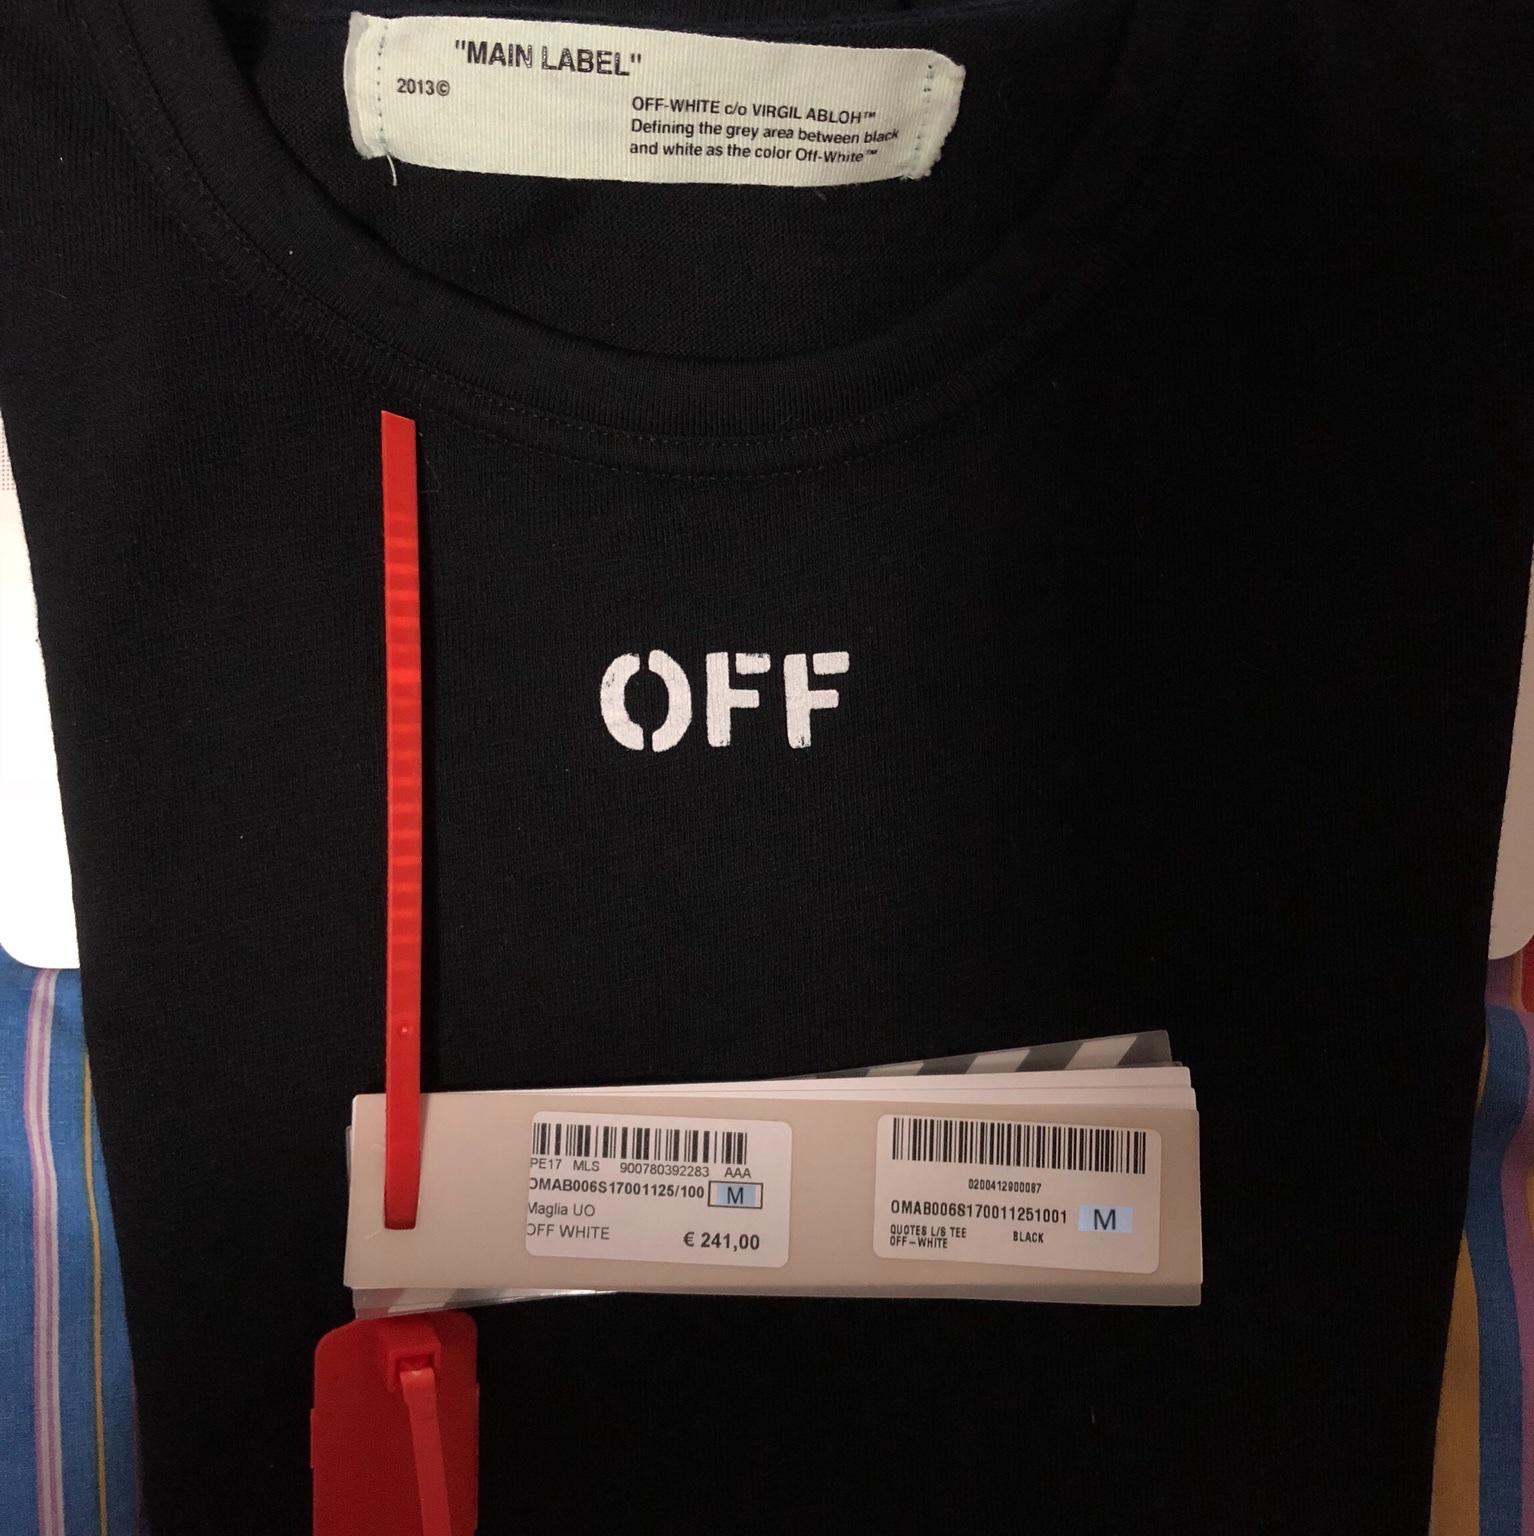 "MAIN LABEL"
2013©
OFF-WHITE c/o VIRGIL ABLOH™
Defining the grey area between black
and white as the color Off-White™
OFF
PE17 MLS 900780392283 AAA
OMAB006S17001125/100 M
Maglia UO
OFF WHITE
€ 241,00
0200412900087
OMAB006S170011251001 M
QUOTES L/S TEE BLACK
OFF-WHITE